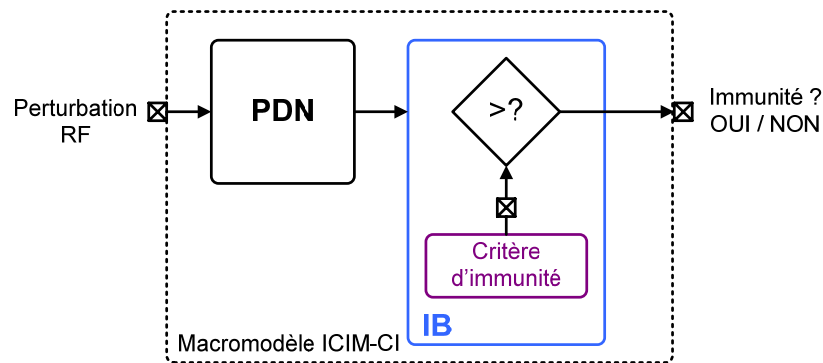 Perturbation
RF
PDN
>?
Immunité ?
OUI / NON
Critère
d'immunité
IB
Macromodèle ICIM-CI